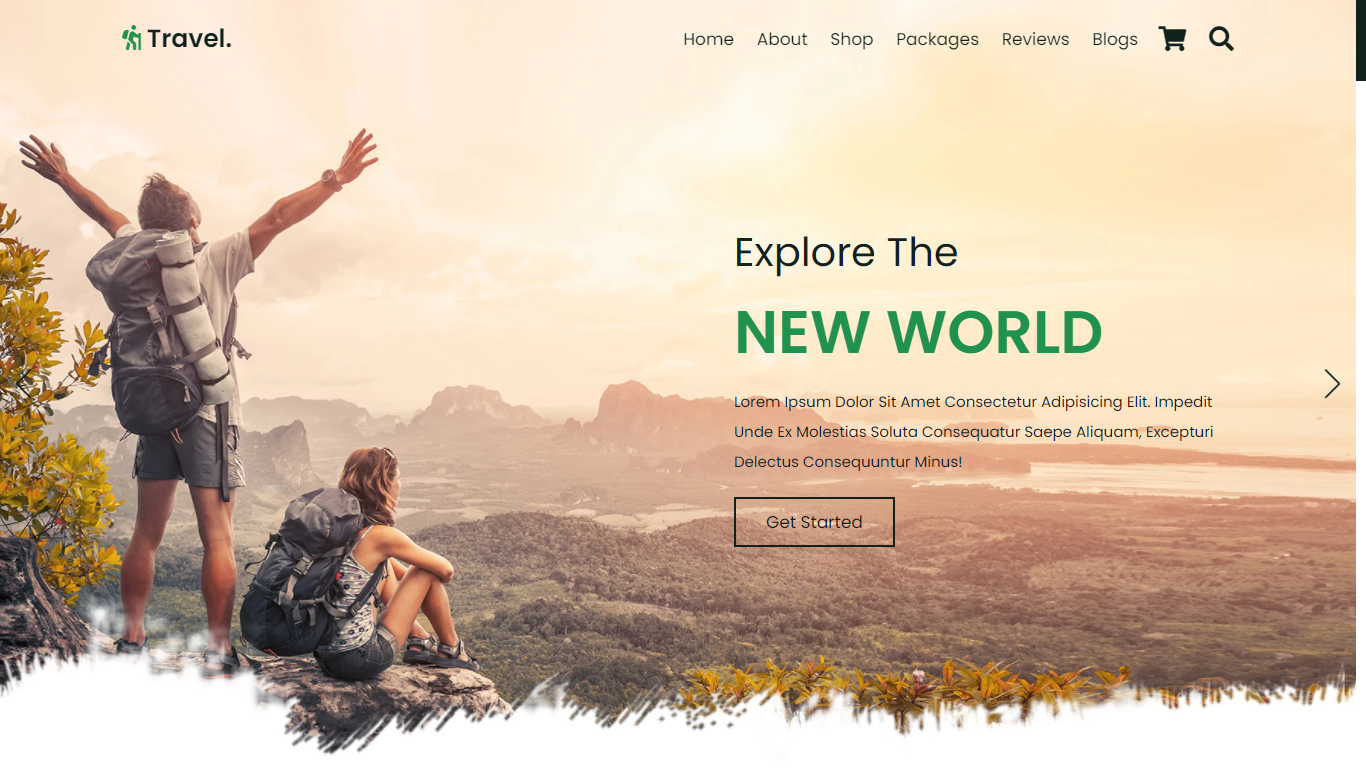 Travel.
Home About Shop Packages Reviews Blogs
Explore The
NEW WORLD
Lorem Ipsum Dolor Sit Amet Consectetur Adipisicing Elit. Impedit
Unde Ex Molestias Soluta Consequatur Saepe Aliquam, Excepturi
Delectus Consequuntur Minus!
Get Started